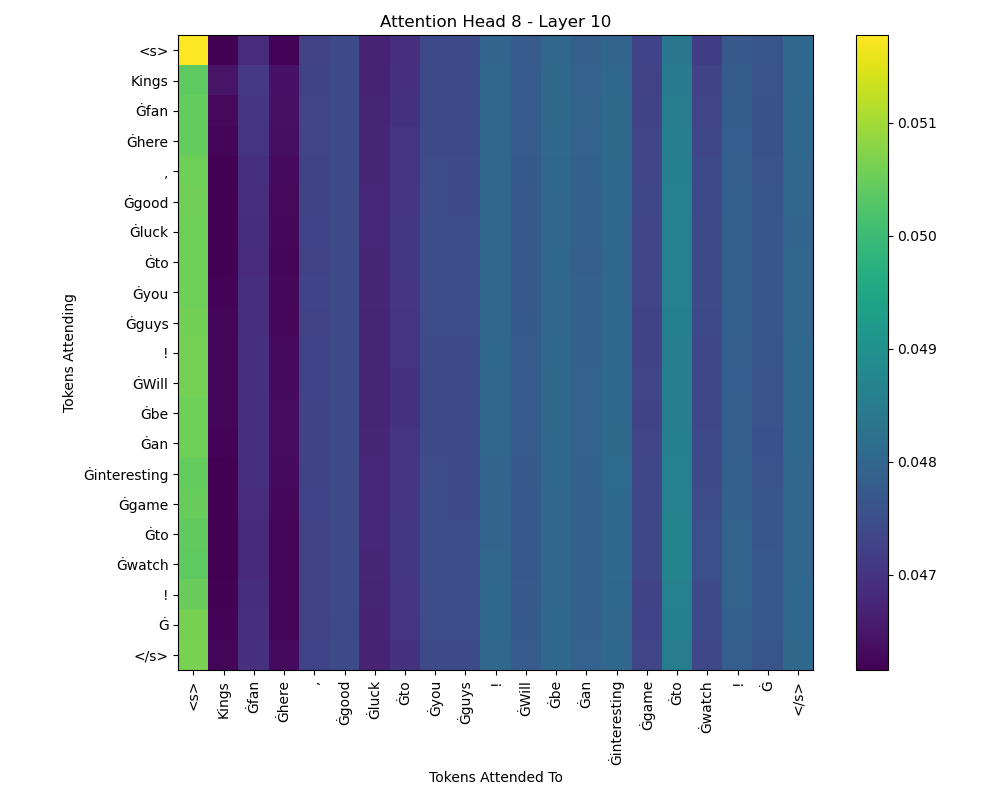 Attention Head 8 - Layer 10
<s>
Kings
Ġfan
Ġhere
,
Ġgood
Ġluck
Ġto
Ġyou
Ġguys
!
ĠWill
Ġbe
Ġan
Ġinteresting
Ġgame
Ġto
Ġwatch
!
Ġ
</s>
Tokens Attending
<s>
Kings
Ġfan
Ġhere
,
Ġgood
Ġluck
Ġto
Ġyou
Ġguys
!
ĠWill
Ġbe
Ġan
Ġinteresting
Ġgame
Ġto
Ġwatch
!
Ġ
</s>
Tokens Attended To
0.051
0.050
0.049
0.048
0.047